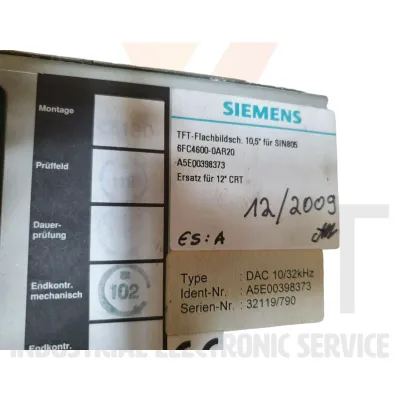 Montage
Prüffeld
Dauer-
prüfung
Endkontr.
mechanisch
102
Endkontr.
SIEMENS
TFT-Flachbildsch. 10,5" für SIN805
6FC4600-0AR20
A5E00398373
Ersatz für 12" CRT
12/2009
ES: A
Type : DAC 10/32kHz
Ident-Nr. : A5E00398373
Serien-Nr. : 32119/790
INDUSTRIAL ELECTRONIC SERVICE